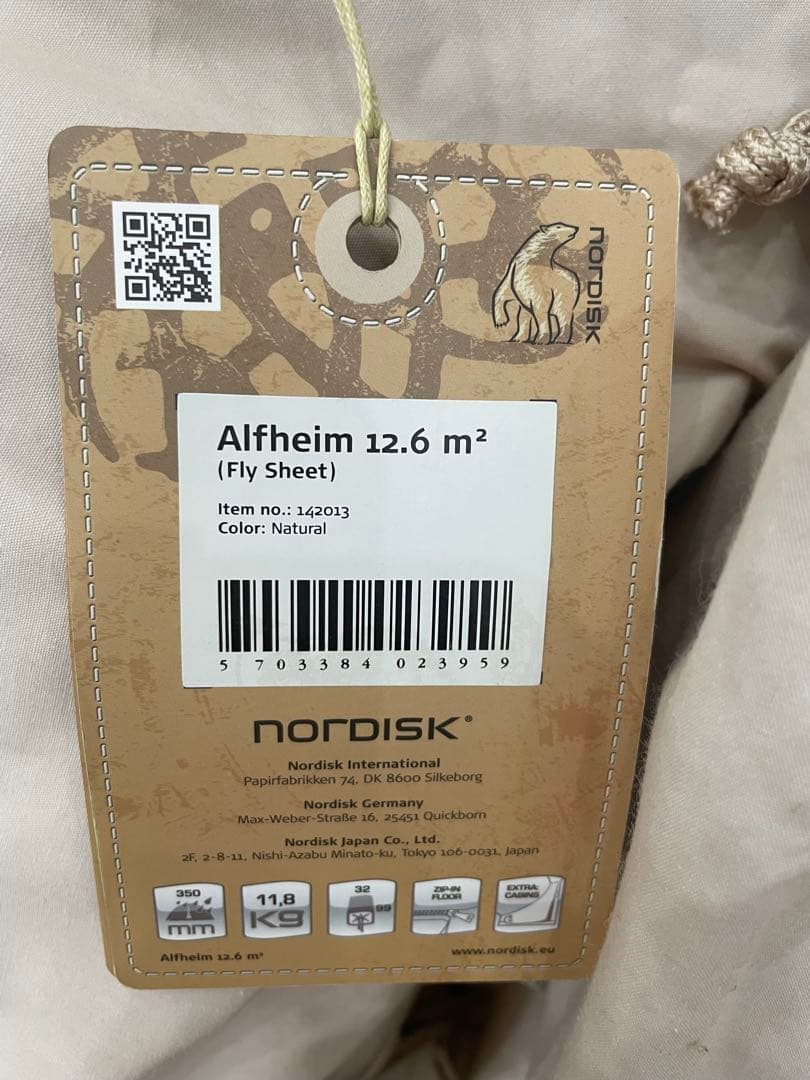 NORDISK
Alfheim 12.6 m²
(Fly Sheet)
Item no.: 142013
Color: Natural
5 703384 023959
NORDISK®
Nordisk International
Papirfabrikken 74, DK 8600 Silkeborg
Nordisk Germany
Max-Weber-Straße 16, 25451 Quickborn
Nordisk Japan Co., Ltd.
2F, 2-8-11, Nishi-Azabu Minato-ku, Tokyo 106-0031, Japan
350
mm
11,8
KG
32
99
ZIP-IN
FLOOR
EXTRA
CABINS
Alfheim 12.6 m²
www.nordisk.eu